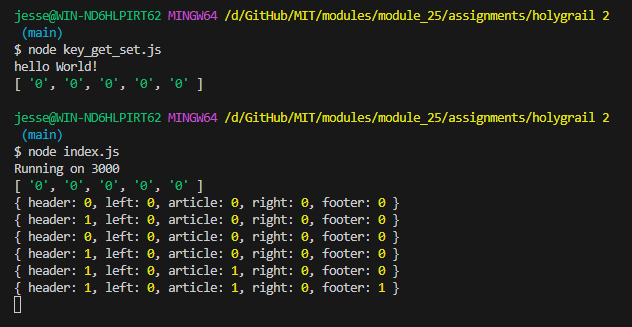 jesse@WIN-ND6HLPIRT62 MINGW64 /d/GitHub/MIT/modules/module_25/assignments/holygrail 2
(main)
$ node key_get_set.js
hello World!
[ '0', '0', '0', '0', '0' ]
jesse@WIN-ND6HLPIRT62 MINGW64 /d/GitHub/MIT/modules/module_25/assignments/holygrail 2
(main)
$ node index.js
Running on 3000
[ '0', '0', '0', '0', '0' ]
{ header: 0, left: 0, article: 0, right: 0, footer: 0 }
{ header: 1, left: 0, article: 0, right: 0, footer: 0 }
{ header: 0, left: 0, article: 0, right: 0, footer: 0 }
{ header: 1, left: 0, article: 0, right: 0, footer: 0 }
{ header: 1, left: 0, article: 1, right: 0, footer: 0 }
{ header: 1, left: 0, article: 1, right: 0, footer: 1 }